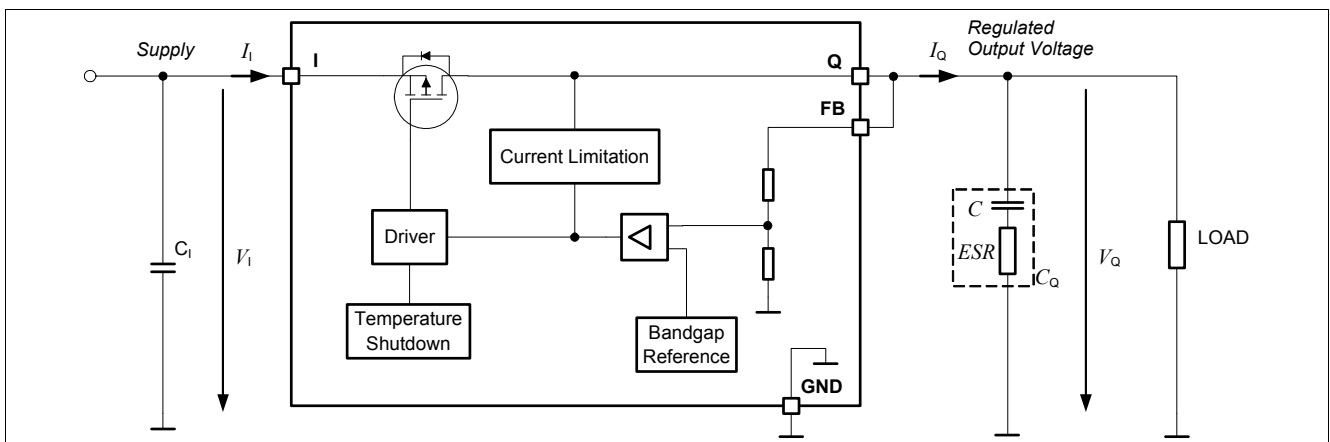 Supply
I_I
I
Q
I_Q
Regulated
Output Voltage
FB
Current Limitation
C
Driver
LOAD
C_I
V_I
ESR
V_Q
C_Q
Temperature
Shutdown
Bandgap
Reference
GND